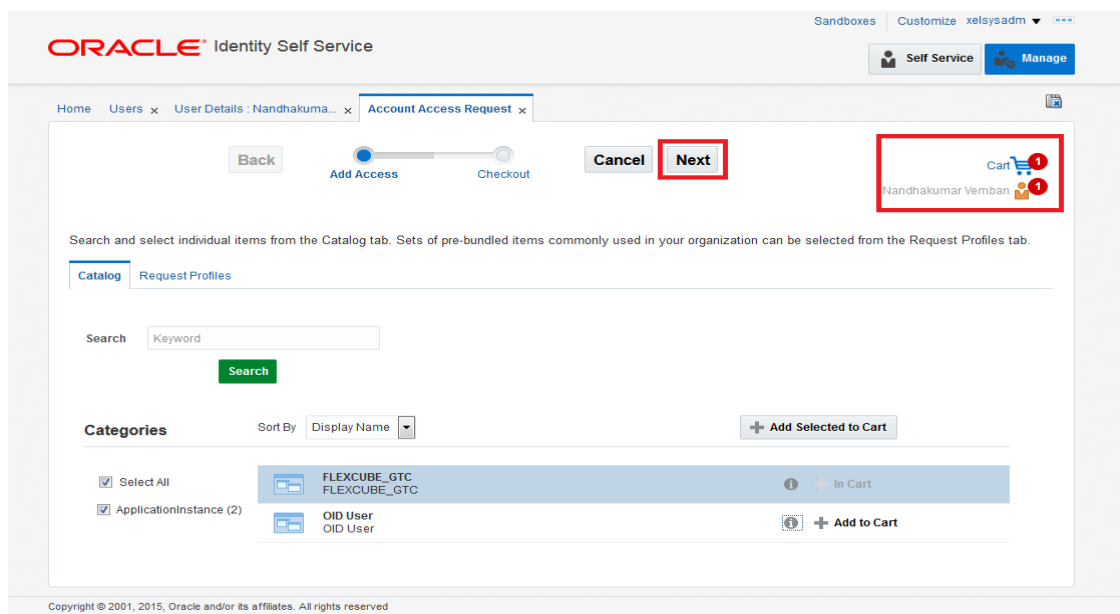 Sandboxes Customize xelsysadm
ORACLE Identity Self Service
Self Service Manage
Home Users x User Details : Nandhakuma... x Account Access Request x
Back Add Access Checkout Cancel Next
Cart 1
Nandhakumar Vemban 1
Search and select individual items from the Catalog tab. Sets of pre-bundled items commonly used in your organization can be selected from the Request Profiles tab.
Catalog Request Profiles
Search Keyword
Search
Categories Sort By Display Name Add Selected to Cart
Select All
ApplicationInstance (2)
FLEXCUBE_GTC
FLEXCUBE_GTC
In Cart
OID User
OID User
Add to Cart
Copyright © 2001, 2015, Oracle and/or its affiliates. All rights reserved